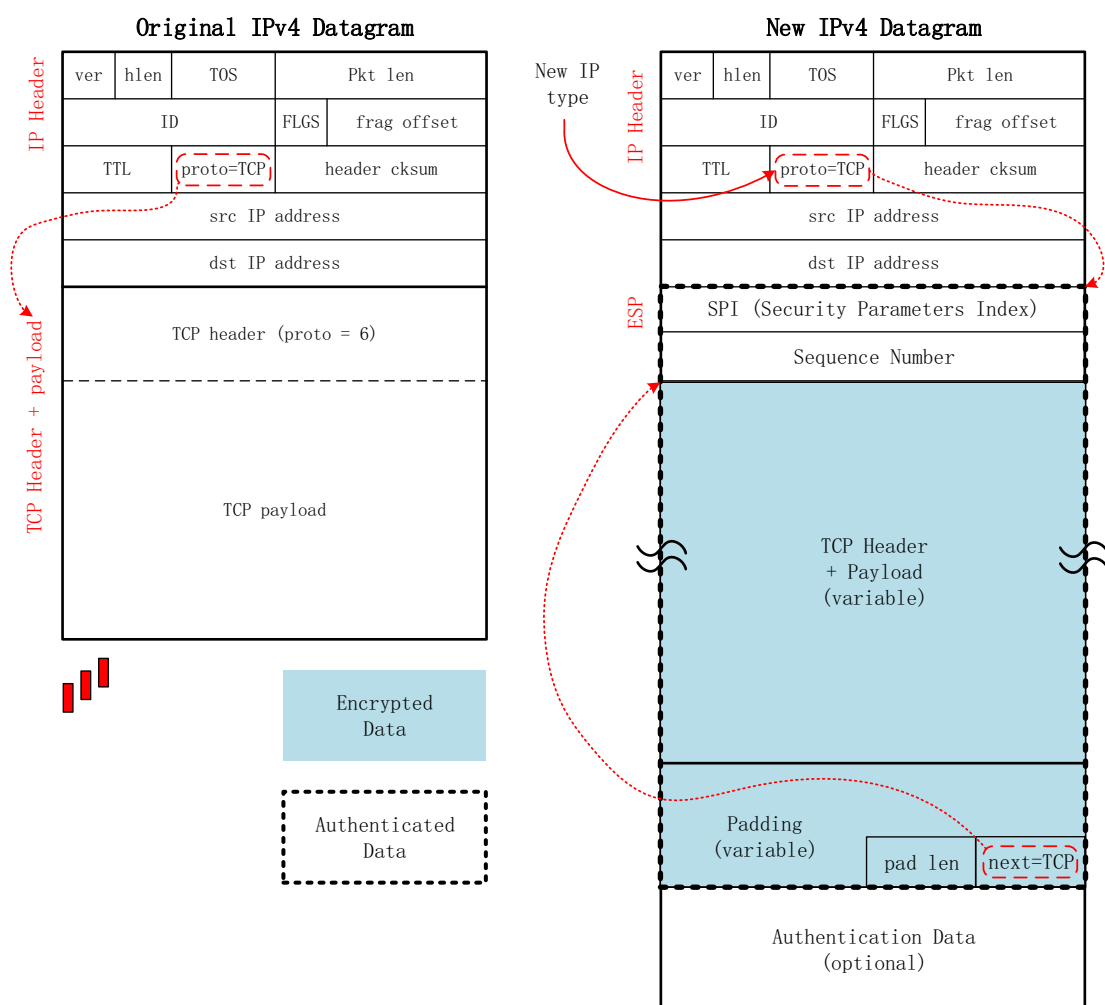 Original IPv4 Datagram
IP Header
ver hlen TOS Pkt len
ID FLGS frag offset
TTL proto=TCP header cksum
src IP address
dst IP address
TCP Header + payload
TCP header (proto = 6)
TCP payload
Encrypted
Data
Authenticated
Data
New IPv4 Datagram
New IP
type
IP Header
ver hlen TOS Pkt len
ID FLGS frag offset
TTL proto=TCP header cksum
src IP address
dst IP address
ESP
SPI (Security Parameters Index)
Sequence Number
TCP Header
+ Payload
(variable)
Padding
(variable)
pad len next=TCP
Authentication Data
(optional)